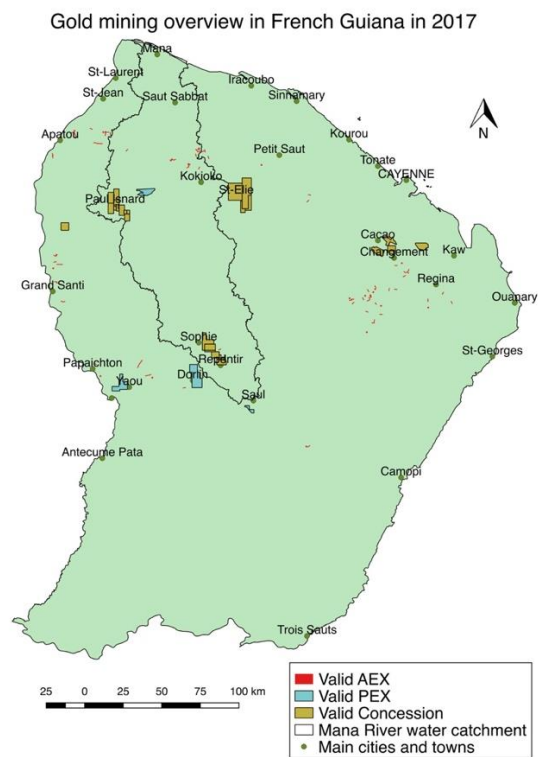 Gold mining overview in French Guiana in 2017
Mana
St-Laurent
Iracoubo
St-Jean
Saut Sabbat
Sinnamary
Apatou
Kourou
N
Petit Saut
Tonate
Kokioko
CAYENNE
St-Elie
Paul Isnard
Cacao
Changement
Kaw
Regina
Grand Santi
Ouanary
Sophie
St-Georges
Repentir
Papaichton
Dorlin
Yaou
Saul
Antecume Pata
Camopi
Trois Sauts
Valid AEX
Valid PEX
25 0 25 50 75 100 km
Valid Concession
Mana River water catchment
Main cities and towns